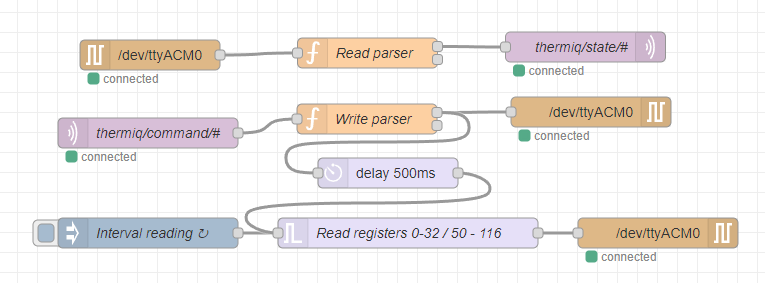 /dev/ttyACM0
connected
Read parser
thermiq/state/#
connected
thermiq/command/#
connected
Write parser
/dev/ttyACM0
connected
delay 500ms
Interval reading ↻
Read registers 0-32 / 50 - 116
/dev/ttyACM0
connected